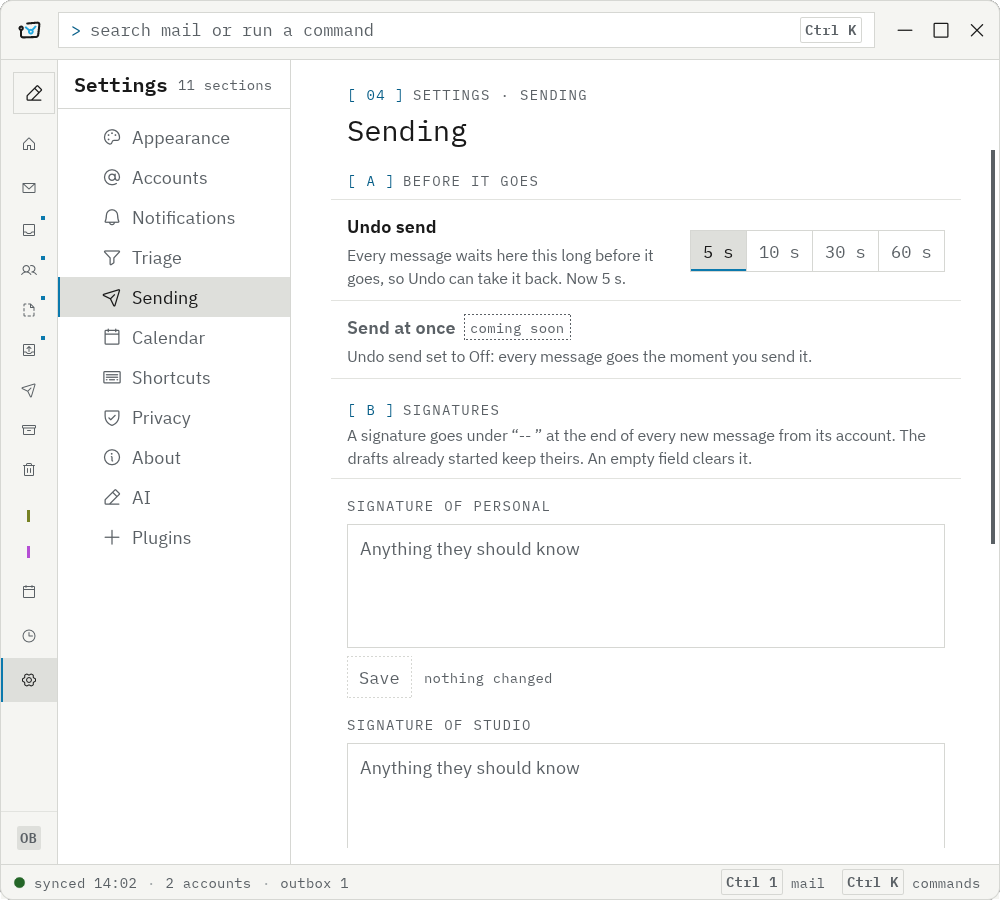 > search mail or run a command
Ctrl K
Settings 11 sections
Appearance
Accounts
Notifications
Triage
Sending
Calendar
Shortcuts
Privacy
About
AI
Plugins
OB
[ 04 ] SETTINGS · SENDING
Sending
[ A ] BEFORE IT GOES
Undo send
Every message waits here this long before it
goes, so Undo can take it back. Now 5 s.
5 s 10 s 30 s 60 s
Send at once coming soon
Undo send set to Off: every message goes the moment you send it.
[ B ] SIGNATURES
A signature goes under “-- ” at the end of every new message from its account. The
drafts already started keep theirs. An empty field clears it.
SIGNATURE OF PERSONAL
Anything they should know
Save nothing changed
SIGNATURE OF STUDIO
Anything they should know
synced 14:02 · 2 accounts · outbox 1
Ctrl 1 mail Ctrl K commands